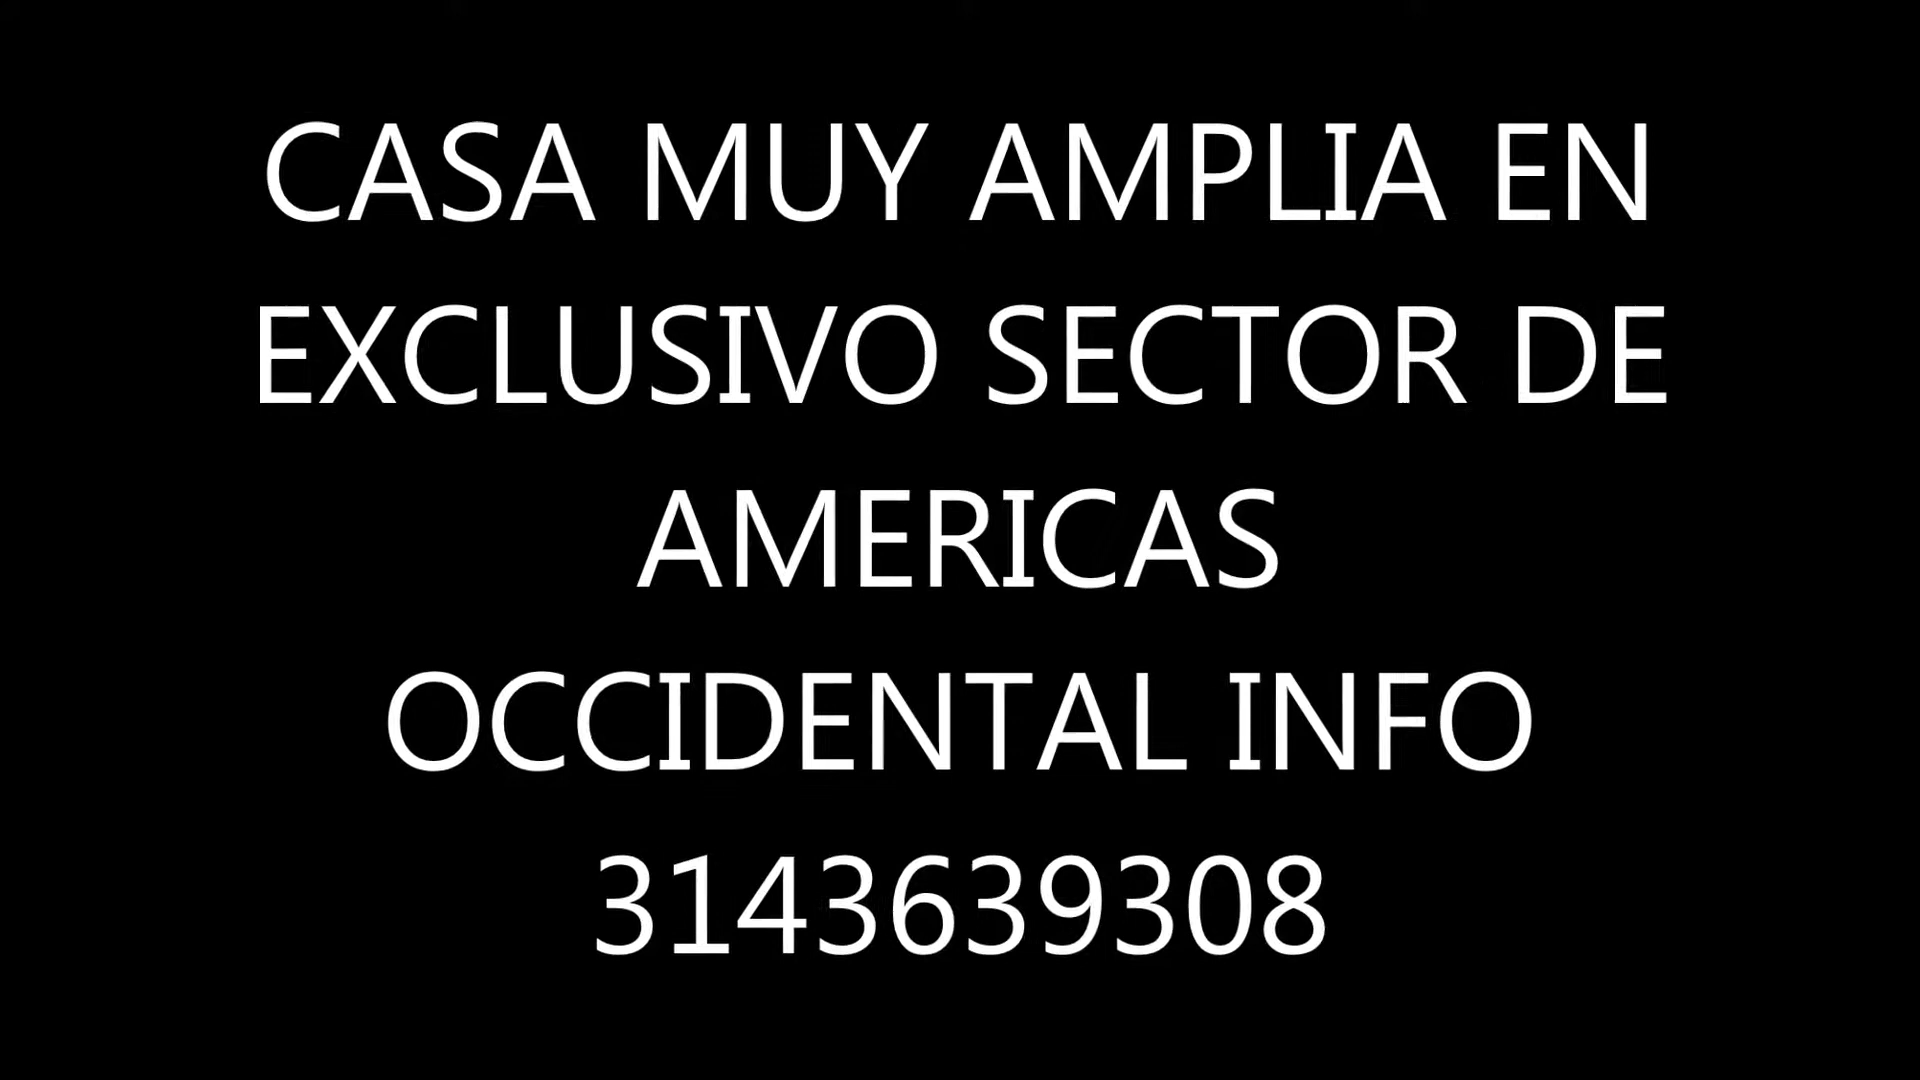 CASA MUY AMPLIA EN
EXCLUSIVO SECTOR DE
AMERICAS
OCCIDENTAL INFO
3143639308